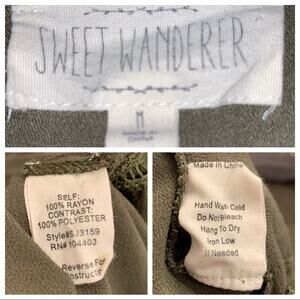 SWEET WANDERER
M
MADE IN
CHINA
SELF:
100% RAYON
CONTRAST:
100% POLYESTER
Style#SJ3159
RN# 104403
Reverse For
Made in China
Hand Wash Cold
Do Not Bleach
Hang To Dry
Iron Low
If Needed